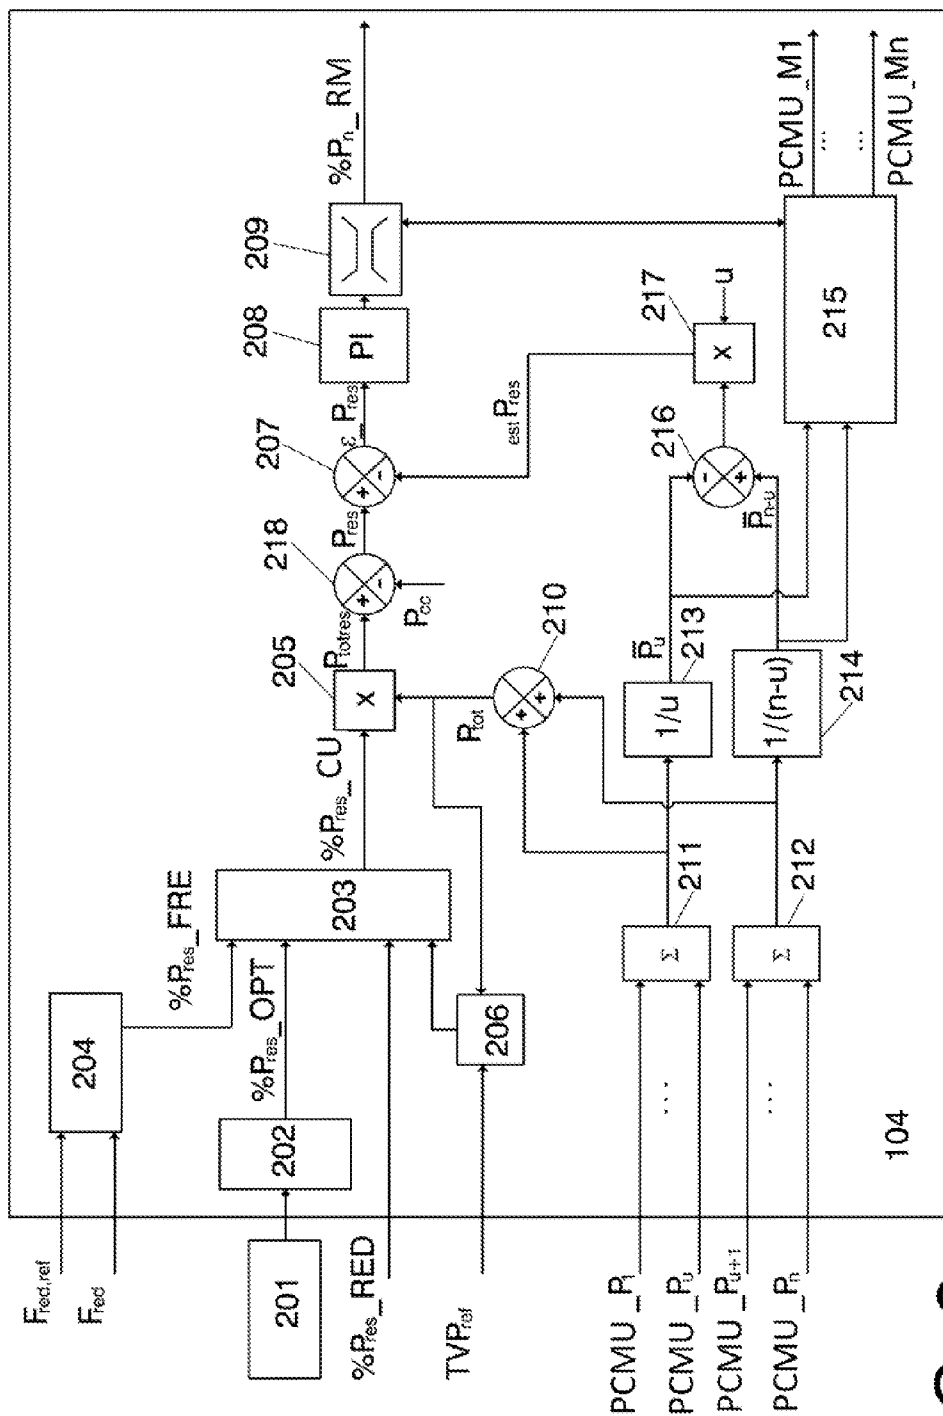 F_red,ref
F_red
204
%P_res_FRE
201
202
%P_res_OPT
%P_res_RED
203
%P_res_CU
205
x
P_totres
218
+
-
P_cc
P_res
207
+
-
ε_P_res
208
PI
209
%P_n_RM
TVP_ref
206
P_tot
210
+
+
est P_res
217
x
u
PCMU_P_1
. . .
PCMU_P_u
Σ
211
1/u
213
P̿_u
216
-
+
PCMU_P_u+1
. . .
PCMU_P_n
Σ
212
1/(n-u)
214
P̿_n-u
215
PCMU_M1
...
...
PCMU_Mn
104